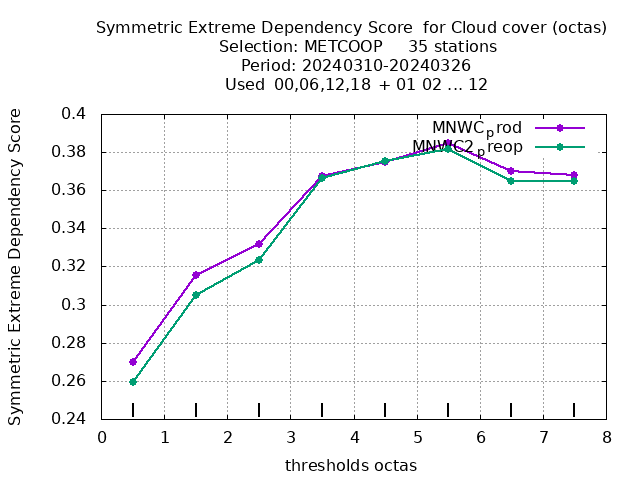 Symmetric Extreme Dependency Score for Cloud cover (octas)
Selection: METCOOP 35 stations
Period: 20240310-20240326
Used 00,06,12,18 + 01 02 ... 12
Symmetric Extreme Dependency Score
0.4
0.38
0.36
0.34
0.32
0.3
0.28
0.26
0.24
MNWC_prod
MNWC2_preop
0 1 2 3 4 5 6 7 8
thresholds octas